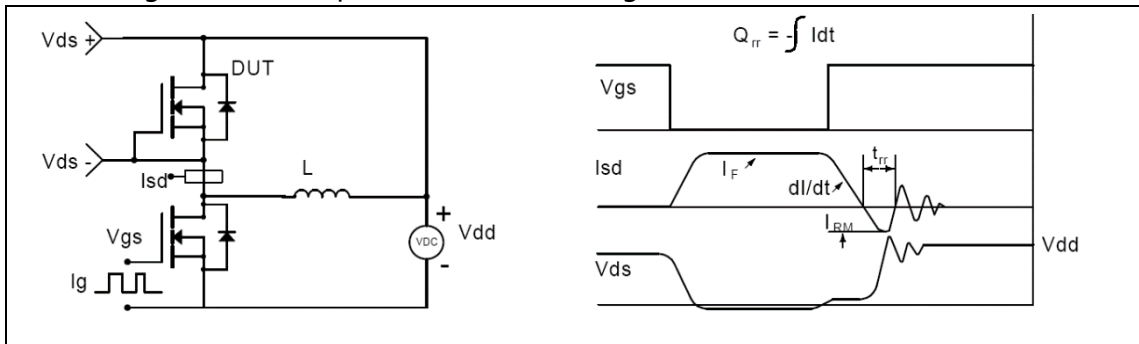 Vds +
DUT
Vds -
Isd
L
Vgs
Ig
+
VDC
-
Vdd
Q rr = -∫ Idt
Vgs
Isd
I F
dI/dt
t rr
I RM
Vdd
Vds